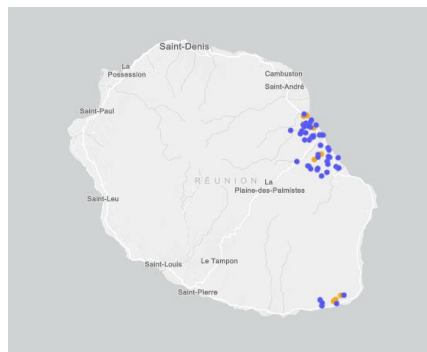 Saint-Denis
La
Possession
Cambuston
Saint-André
Saint-Paul
RÉUNION
La
Plaine-des-Palmistes
Saint-Leu
Saint-Louis
Le Tampon
Saint-Pierre